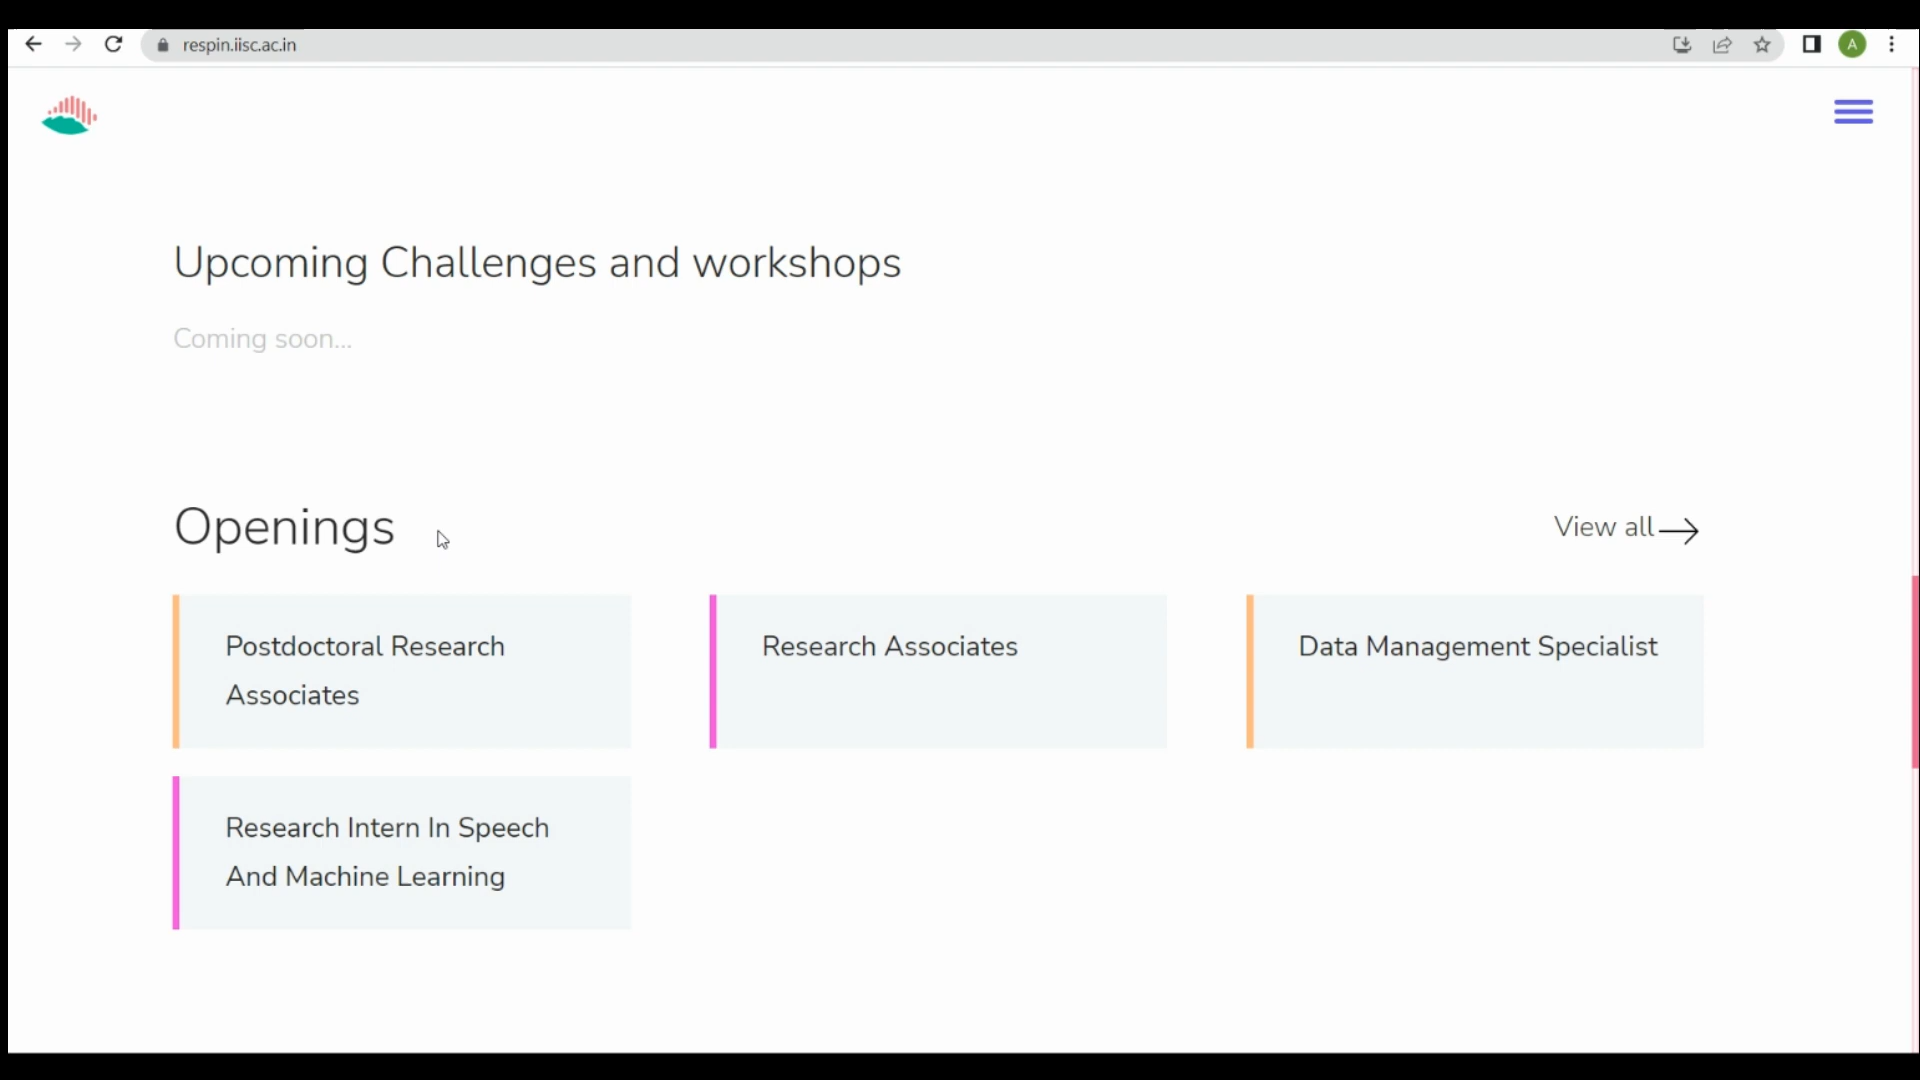 respin.iisc.ac.in
A
Upcoming Challenges and workshops
Coming soon...
Openings
View all
Postdoctoral Research
Associates
Research Associates
Data Management Specialist
Research Intern In Speech
And Machine Learning